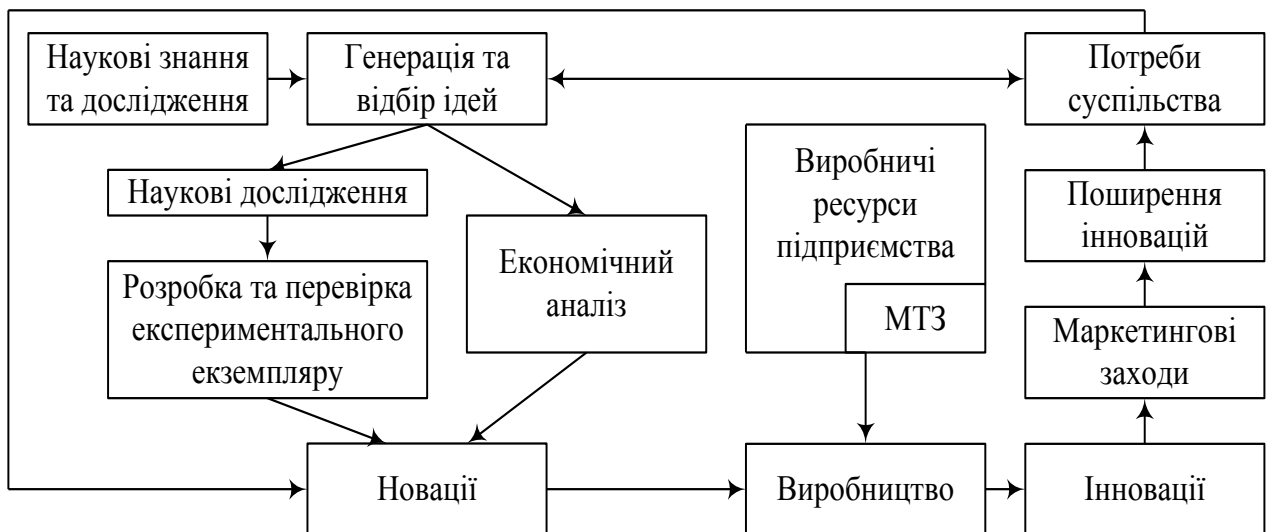 Наукові знання
та дослідження
Генерація та
відбір ідей
Потреби
суспільства
Наукові дослідження
Економічний
аналіз
Виробничі
ресурси
підприємства
МТЗ
Поширення
інновацій
Розробка та перевірка
експериментального
екземпляру
Маркетингові
заходи
Новації
Виробництво
Інновації